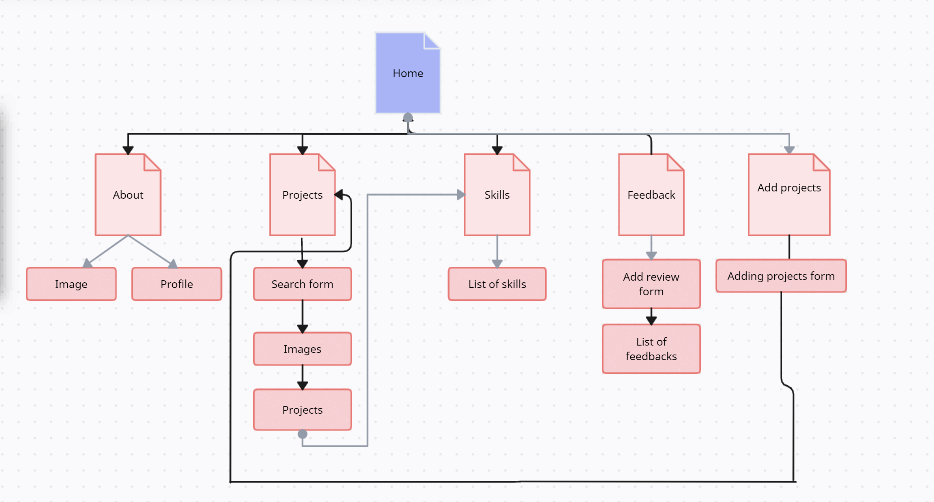 Home
About
Projects
Skills
Feedback
Add projects
Image
Profile
Search form
List of skills
Add review
form
Adding projects form
Images
List of
feedbacks
Projects